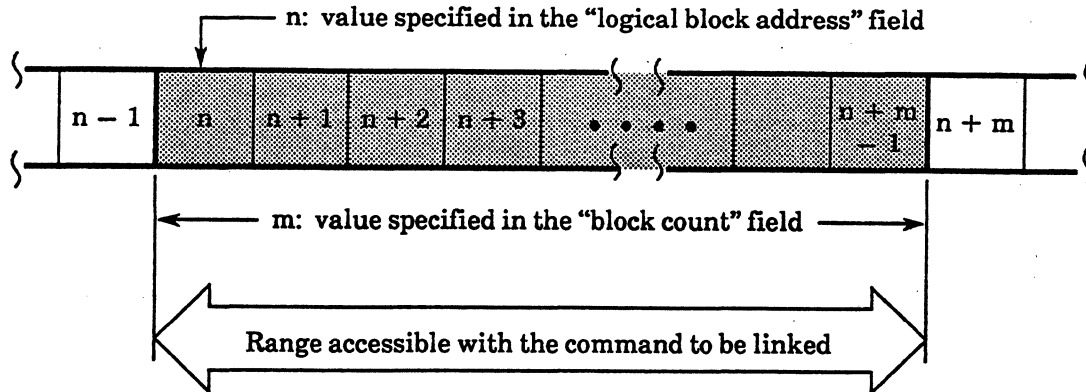 n: value specified in the “logical block address” field
n − 1
n
n + 1
n + 2
n + 3
• • • •
n + m
− 1
n + m
m: value specified in the “block count” field
Range accessible with the command to be linked